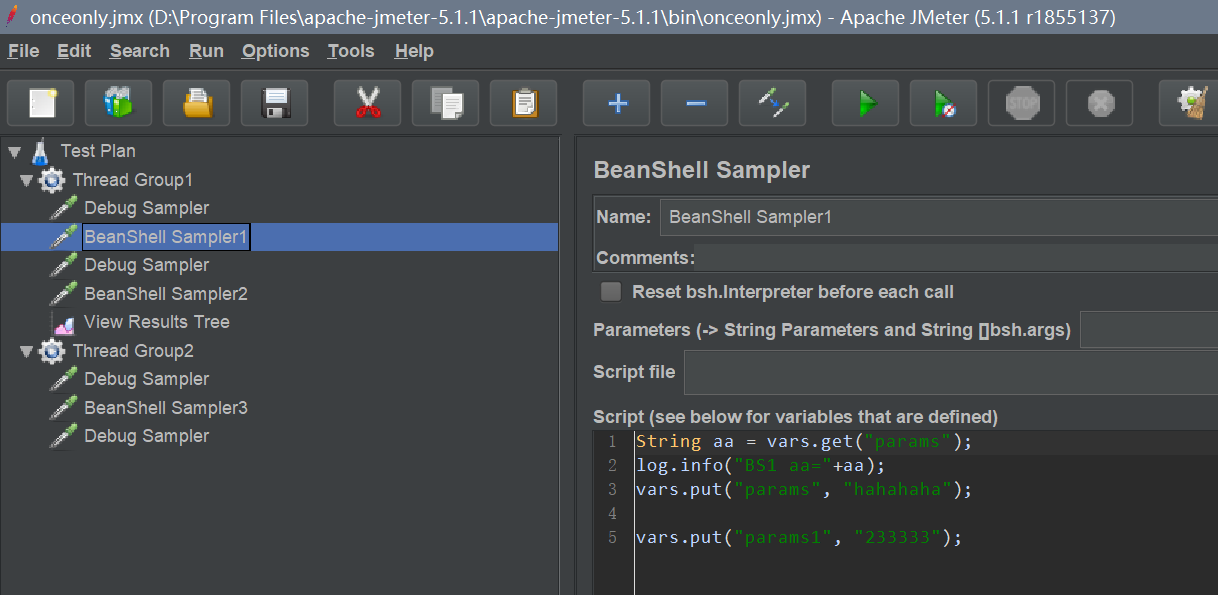 onceonly.jmx (D:\Program Files\apache-jmeter-5.1.1\apache-jmeter-5.1.1\bin\onceonly.jmx) - Apache JMeter (5.1.1 r1855137)
File Edit Search Run Options Tools Help
STOP
Test Plan
Thread Group1
Debug Sampler
BeanShell Sampler1
Debug Sampler
BeanShell Sampler2
View Results Tree
Thread Group2
Debug Sampler
BeanShell Sampler3
Debug Sampler
BeanShell Sampler
Name: BeanShell Sampler1
Comments:
Reset bsh.Interpreter before each call
Parameters (-> String Parameters and String []bsh.args)
Script file
Script (see below for variables that are defined)
1 String aa = vars.get("params");
2 log.info("BS1 aa="+aa);
3 vars.put("params", "hahahaha");
4
5 vars.put("params1", "233333");